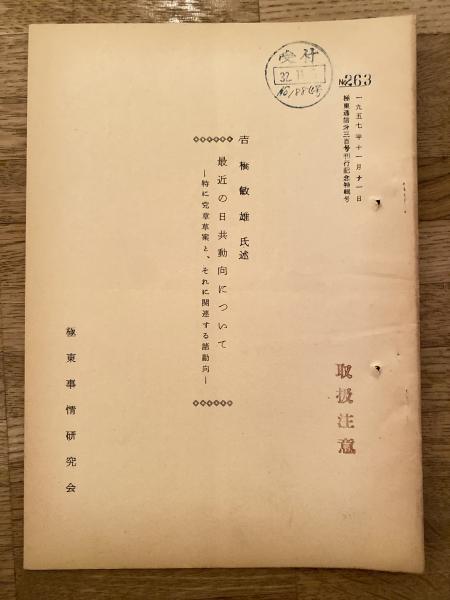 受付
32.11.
No.263
一九五七年十一月十一日
極東通信第三百号刊行記念特輯号
吉橋敏雄氏述
最近の日共動向について
―特に党章草案と、それに関連する諸動向―
極東事情研究会
取扱注意